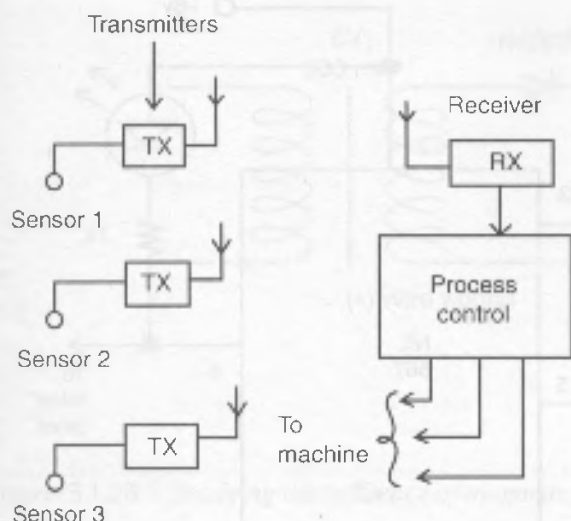 Transmitters
TX
Sensor 1
TX
Sensor 2
TX
Sensor 3
Receiver
RX
Process
control
To
machine